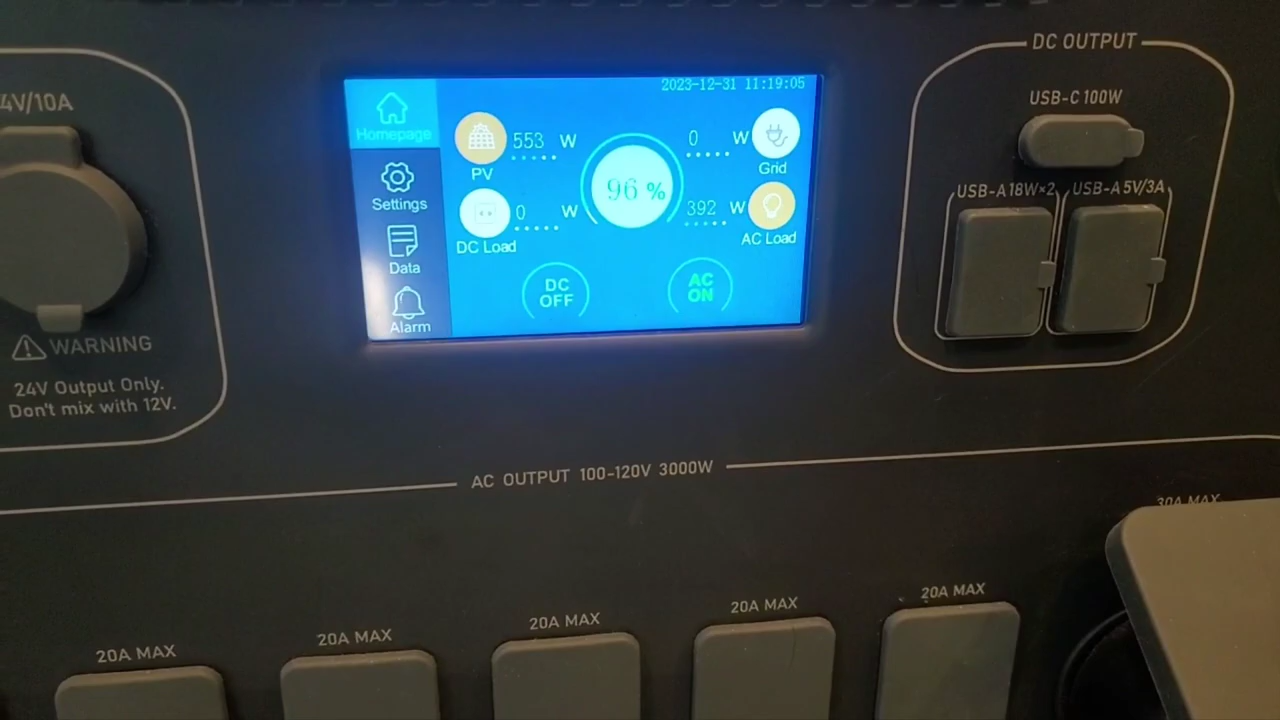 4V/10A
WARNING
24V Output Only.
Don't mix with 12V.
2023-12-31 11:19:05
Homepage
Settings
Data
Alarm
553 W
PV
0 W
DC Load
96 %
0 W
Grid
392 W
AC Load
DC
OFF
AC
ON
DC OUTPUT
USB-C 100W
USB-A 18W×2
USB-A 5V/3A
AC OUTPUT 100-120V 3000W
20A MAX
20A MAX
20A MAX
20A MAX
20A MAX
30A MAX